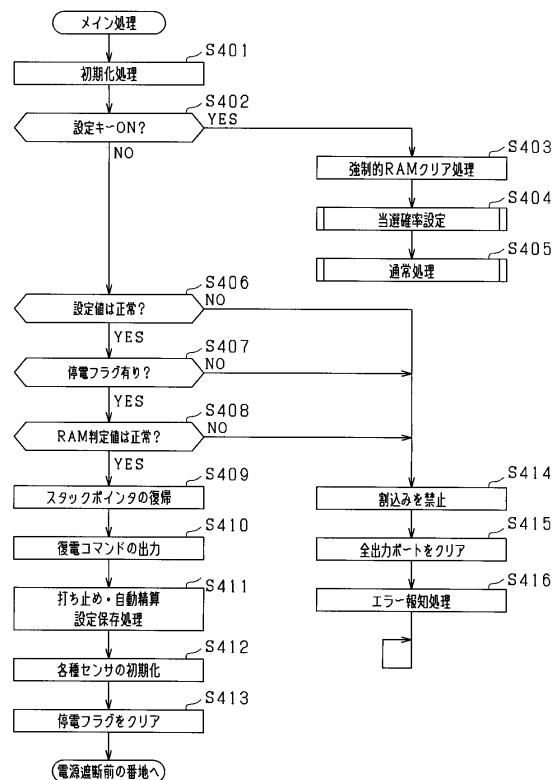 メイン処理
S401
初期化処理
S402
設定キーON?
YES
NO
S403
強制的RAMクリア処理
S404
当選確率設定
S405
通常処理
S406
設定値は正常?
NO
YES
S407
停電フラグ有り?
NO
YES
S408
RAM判定値は正常?
NO
YES
S409
スタックポインタの復帰
S410
復電コマンドの出力
S411
打ち止め・自動精算
設定保存処理
S412
各種センサの初期化
S413
停電フラグをクリア
電源遮断前の番地へ
S414
割込みを禁止
S415
全出力ポートをクリア
S416
エラー報知処理